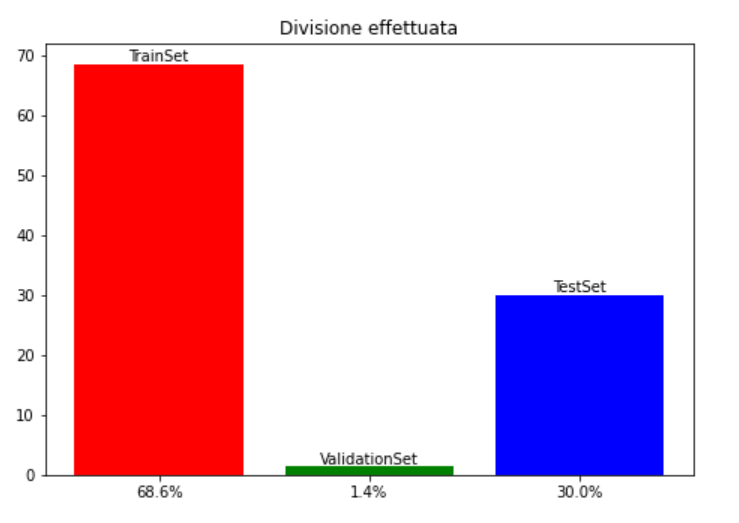 Divisione effettuata
70
60
50
40
30
20
10
0
TrainSet
ValidationSet
TestSet
68.6%
1.4%
30.0%